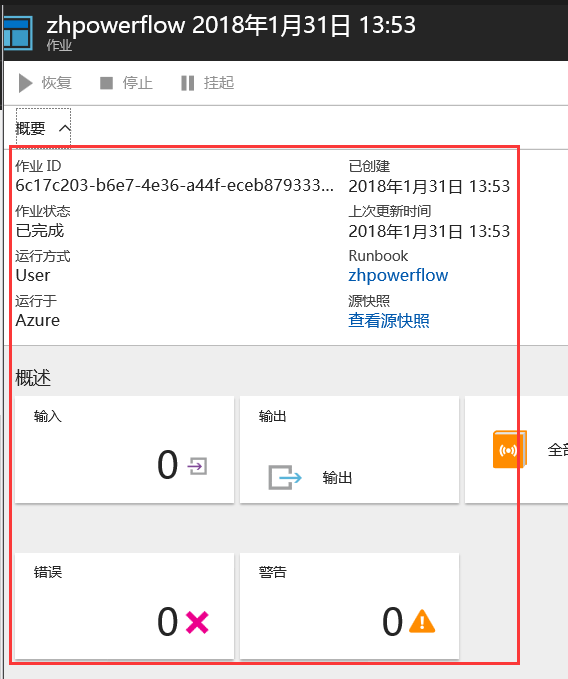 zhpowerflow 2018年1月31日 13:53
作业
恢复 停止 挂起
概要
作业 ID
6c17c203-b6e7-4e36-a44f-eceb879333...
已创建
2018年1月31日 13:53
作业状态
已完成
上次更新时间
2018年1月31日 13:53
运行方式
User
Runbook
zhpowerflow
运行于
Azure
源快照
查看源快照
概述
输入
0
输出
输出
全部
错误
0
警告
0